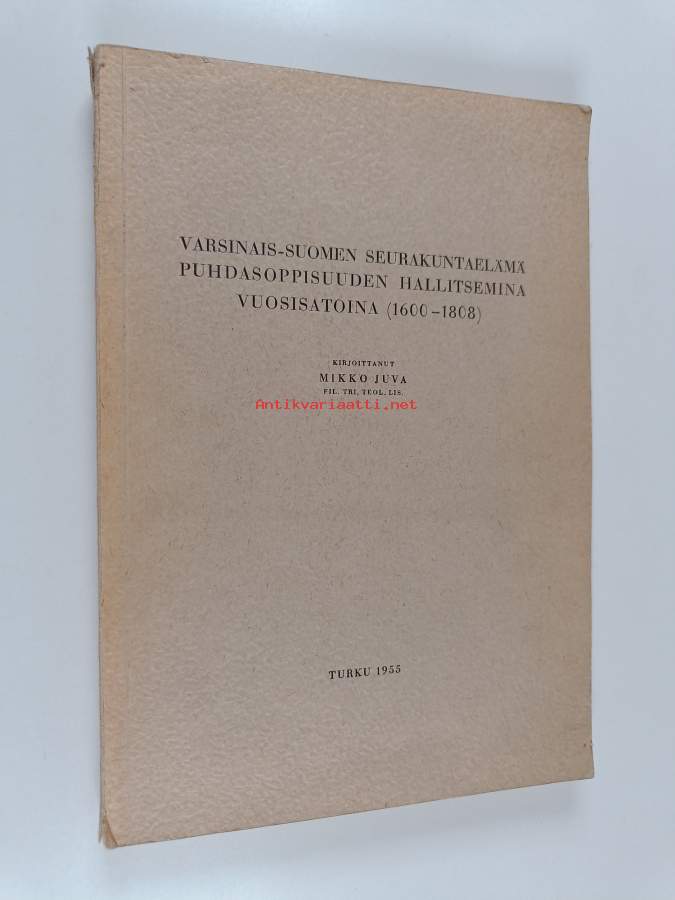 VARSINAIS-SUOMEN SEURAKUNTAELÄMÄ
PUHDASOPPISUUDEN HALLITSEMINA
VUOSISATOINA (1600–1808)
KIRJOITTANUT
MIKKO JUVA
FIL. TRI, TEOL. LIS.
Antikvariaatti.net
TURKU 1955